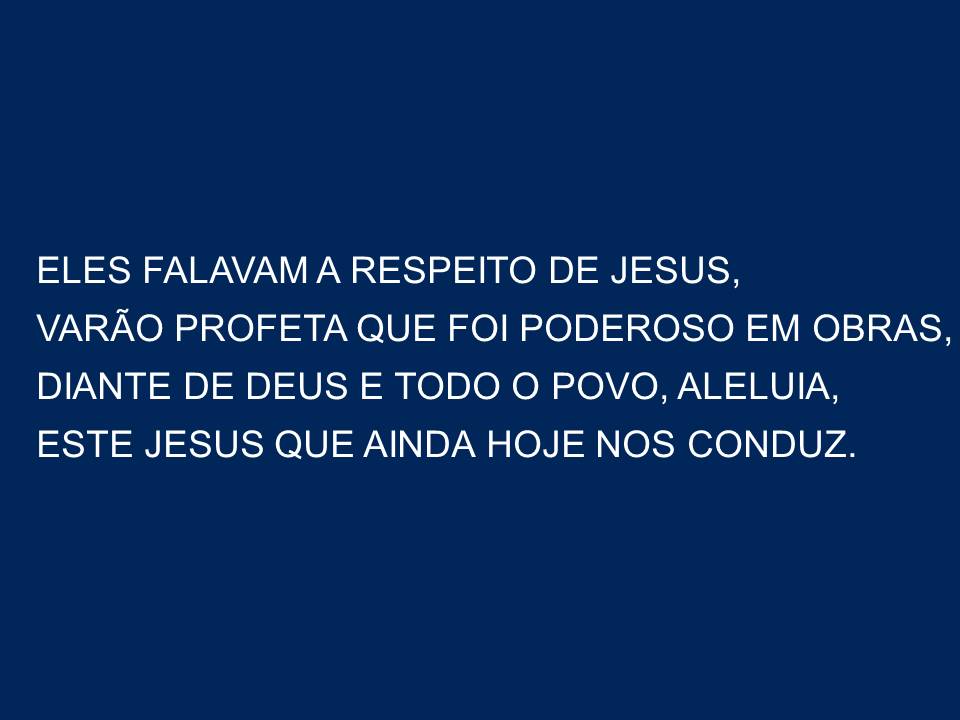 ELES FALAVAM A RESPEITO DE JESUS,
VARÃO PROFETA QUE FOI PODEROSO EM OBRAS,
DIANTE DE DEUS E TODO O POVO, ALELUIA,
ESTE JESUS QUE AINDA HOJE NOS CONDUZ.